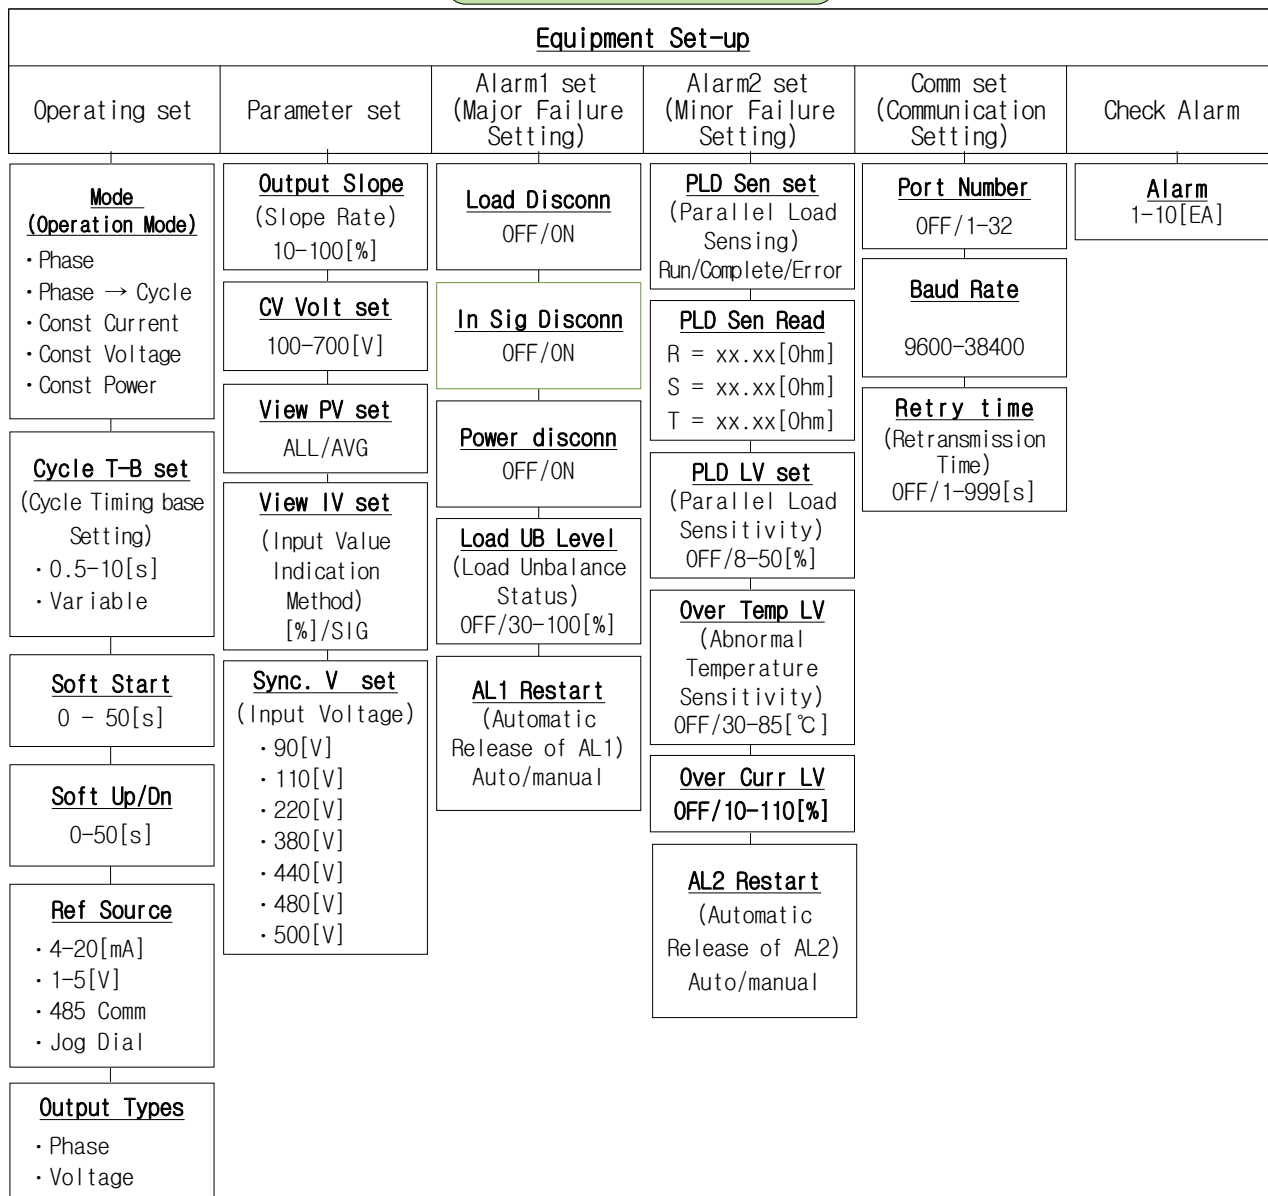 Equipment Set-up
Operating set
Parameter set
Alarm1 set
(Major Failure
Setting)
Alarm2 set
(Minor Failure
Setting)
Comm set
(Communication
Setting)
Check Alarm
Mode
(Operation Mode)
・Phase
・Phase → Cycle
・Const Current
・Const Voltage
・Const Power
Cycle T-B set
(Cycle Timing base
Setting)
・0.5-10[s]
・Variable
Soft Start
0 - 50[s]
Soft Up/Dn
0-50[s]
Ref Source
・4-20[mA]
・1-5[V]
・485 Comm
・Jog Dial
Output Types
・Phase
・Voltage
Output Slope
(Slope Rate)
10-100[%]
CV Volt set
100-700[V]
View PV set
ALL/AVG
View IV set
(Input Value
Indication
Method)
[%]/SIG
Sync. V set
(Input Voltage)
・90[V]
・110[V]
・220[V]
・380[V]
・440[V]
・480[V]
・500[V]
Load Disconn
OFF/ON
In Sig Disconn
OFF/ON
Power disconn
OFF/ON
Load UB Level
(Load Unbalance
Status)
OFF/30-100[%]
AL1 Restart
(Automatic
Release of AL1)
Auto/manual
PLD Sen set
(Parallel Load
Sensing)
Run/Complete/Error
PLD Sen Read
R = xx.xx[Ohm]
S = xx.xx[Ohm]
T = xx.xx[Ohm]
PLD LV set
(Parallel Load
Sensitivity)
OFF/8-50[%]
Over Temp LV
(Abnormal
Temperature
Sensitivity)
OFF/30-85[℃]
Over Curr LV
OFF/10-110[%]
AL2 Restart
(Automatic
Release of AL2)
Auto/manual
Port Number
OFF/1-32
Baud Rate
9600-38400
Retry time
(Retransmission
Time)
OFF/1-999[s]
Alarm
1-10[EA]